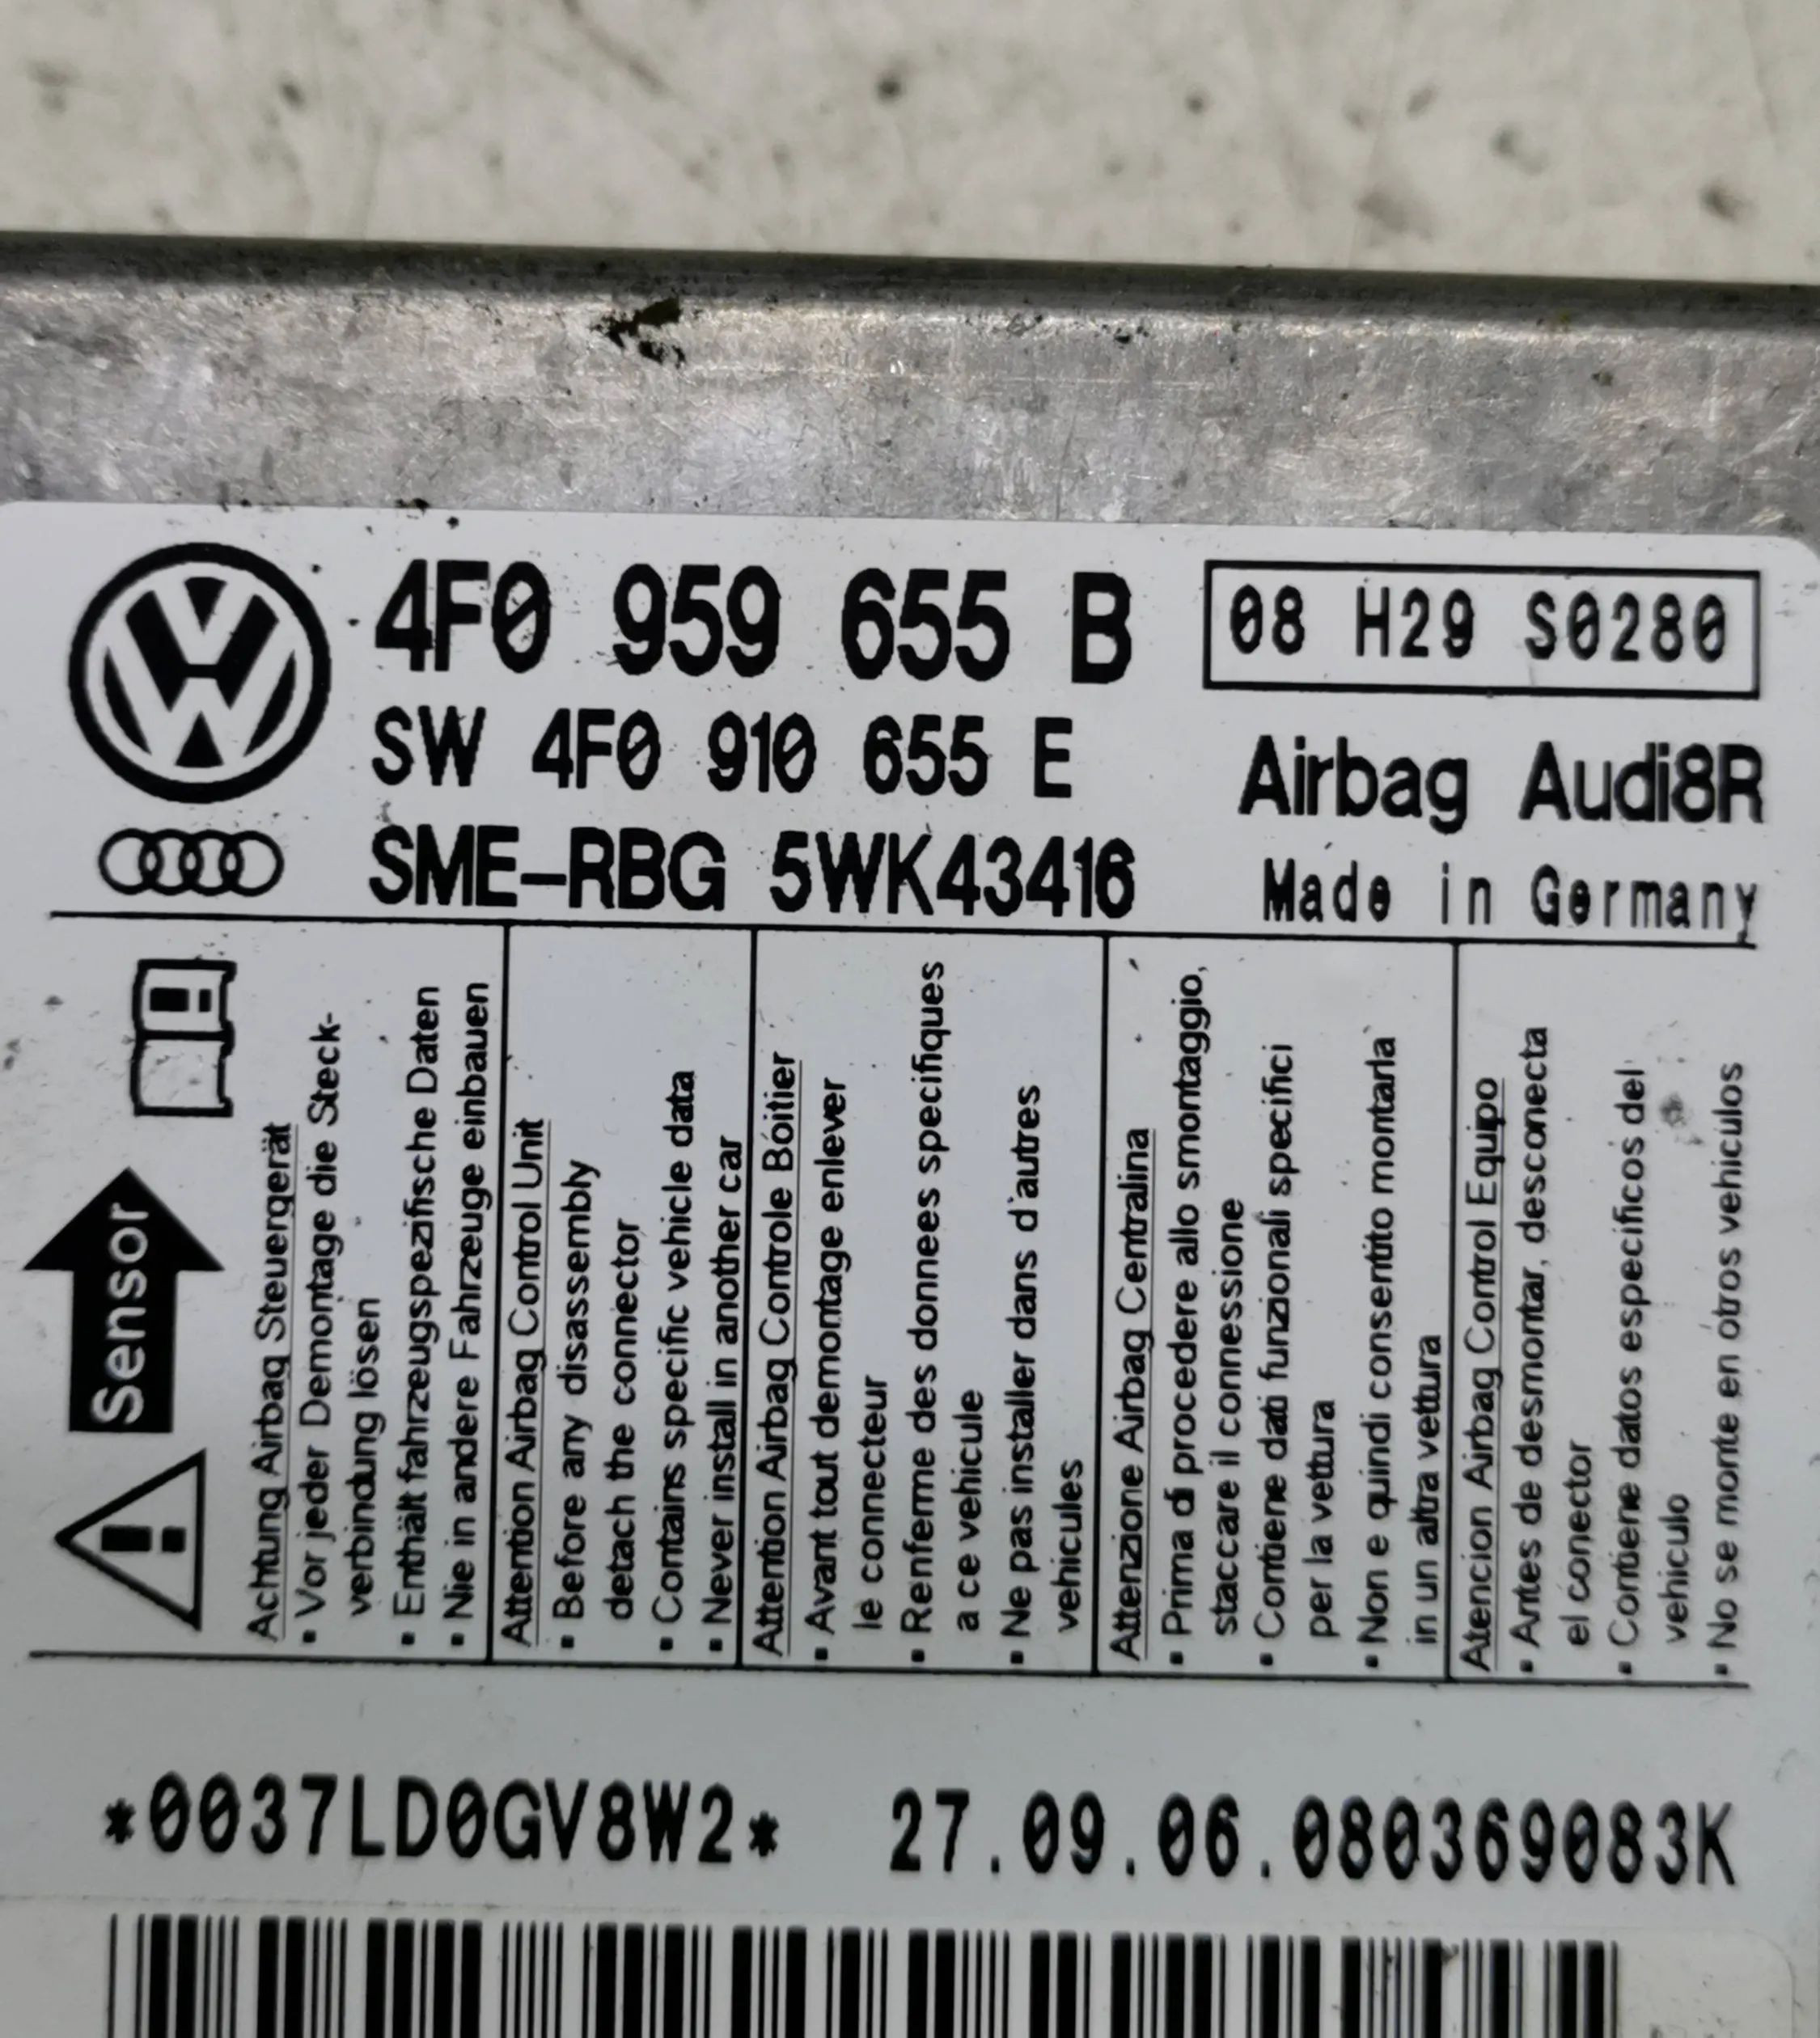 4F0 959 655 B
08 H29 S0280
SW 4F0 910 655 E
Airbag Audi8R
SME-RBG 5WK43416
Made in Germany
Sensor
Achtung Airbag Steuergerät
• Vor jeder Demontage die Steck-
verbindung lösen
• Enthält fahrzeugspezifische Daten
• Nie in andere Fahrzeuge einbauen
Attention Airbag Control Unit
• Before any disassembly
detach the connector
• Contains specific vehicle data
• Never install in another car
Attention Airbag Controle Boitier
• Avant tout demontage enlever
le connecteur
• Renferme des donnees specifiques
a ce vehicule
• Ne pas installer dans d'autres
vehicules
Attenzione Airbag Centralina
• Prima di procedere allo smontaggio,
staccare il connessione
• Contiene dati funzionali specifici
per la vettura
• Non e quindi consentito montarla
in un altra vettura
Atencion Airbag Control Equipo
• Antes de desmontar, desconecta
el conector
• Contiene datos especificos del
vehiculo
• No se monte en otros vehiculos
*0037LD0GV8W2*
27.09.06.080369083K